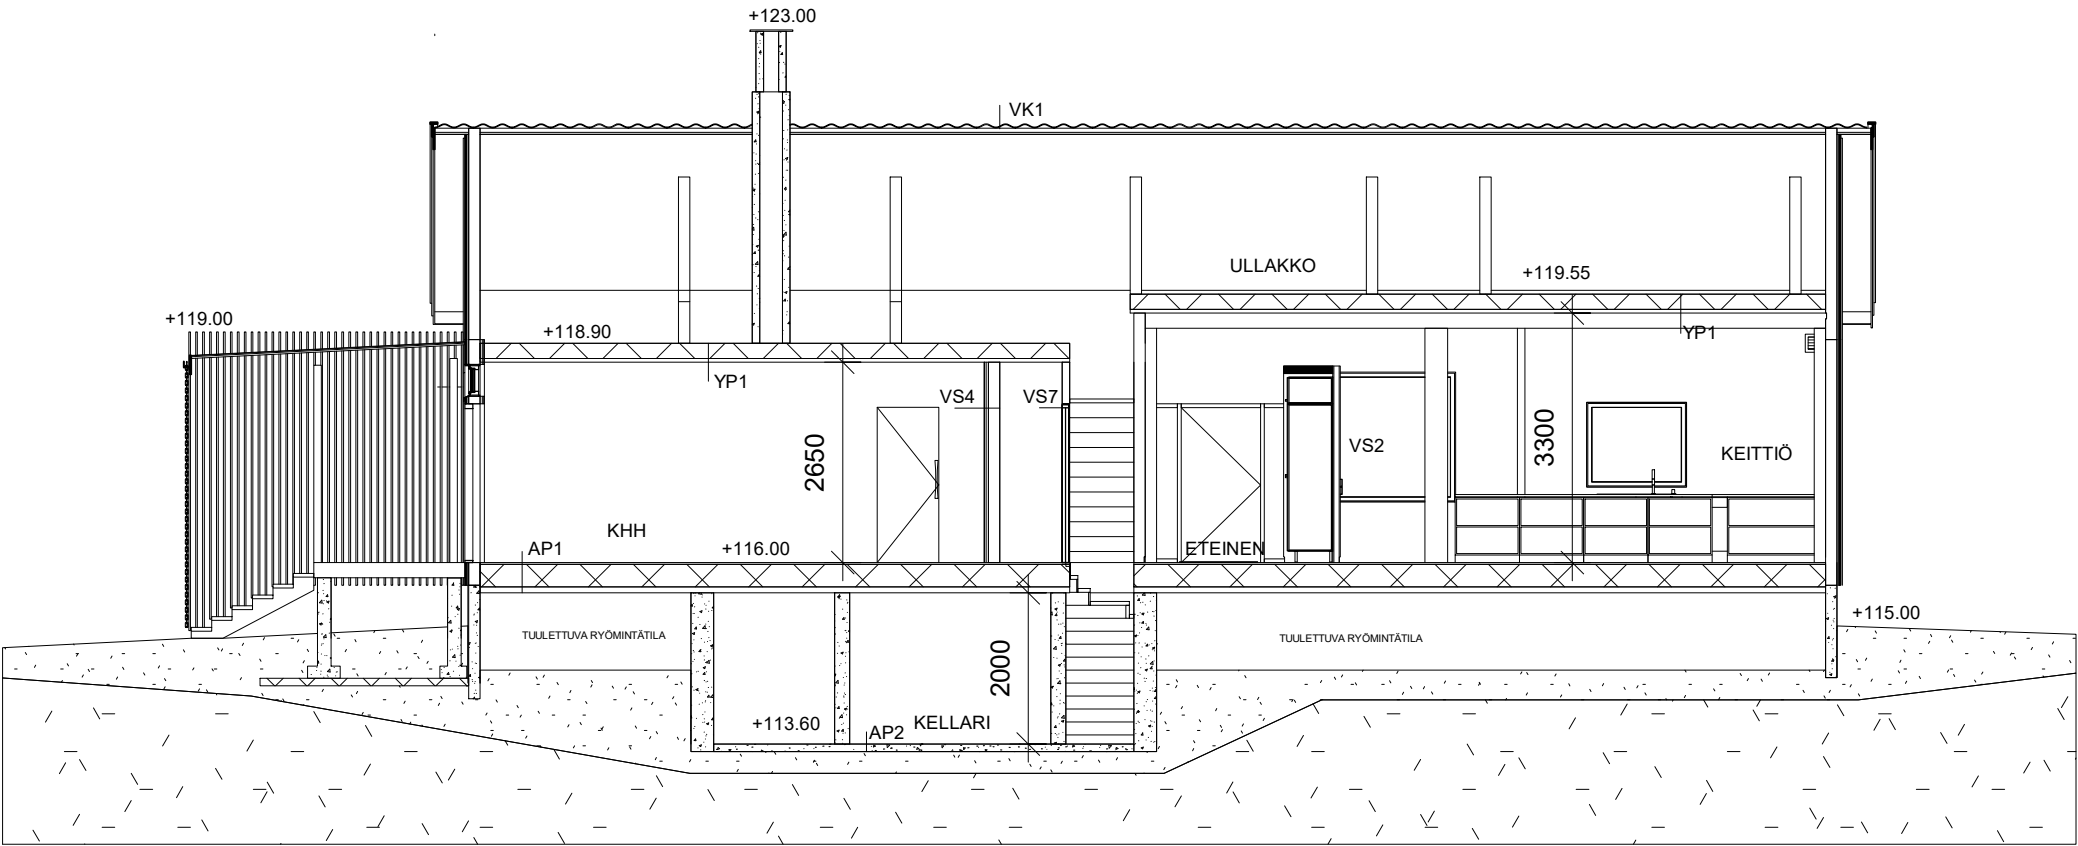 +123.00
VK1
ULLAKKO
+119.55
+119.00
+118.90
YP1
YP1
VS4
VS7
2650
3300
VS2
KEITTIÖ
KHH
AP1
+116.00
ETEINEN
+115.00
TUULETTUVA RYÖMINTÄTILA
TUULETTUVA RYÖMINTÄTILA
2000
+113.60
KELLARI
AP2